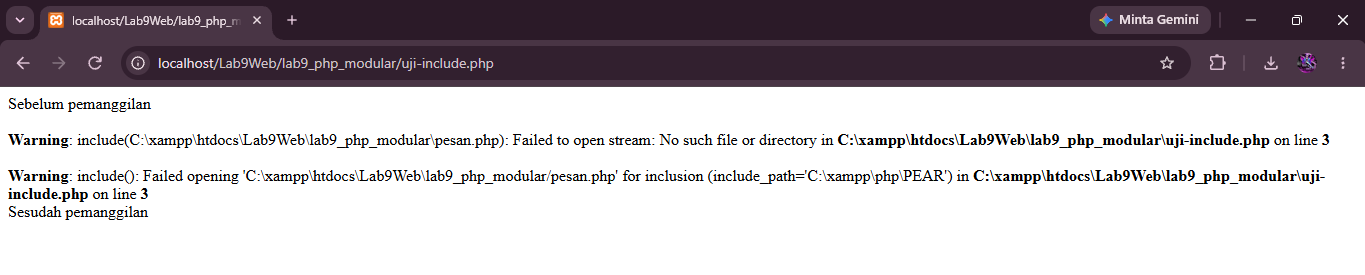 localhost/Lab9Web/lab9_php_m
Minta Gemini
localhost/Lab9Web/lab9_php_modular/uji-include.php
Sebelum pemanggilan
Warning: include(C:\xampp\htdocs\Lab9Web\lab9_php_modular\pesan.php): Failed to open stream: No such file or directory in C:\xampp\htdocs\Lab9Web\lab9_php_modular\uji-include.php on line 3
Warning: include(): Failed opening 'C:\xampp\htdocs\Lab9Web\lab9_php_modular/pesan.php' for inclusion (include_path='C:\xampp\php\PEAR') in C:\xampp\htdocs\Lab9Web\lab9_php_modular\uji-
include.php on line 3
Sesudah pemanggilan